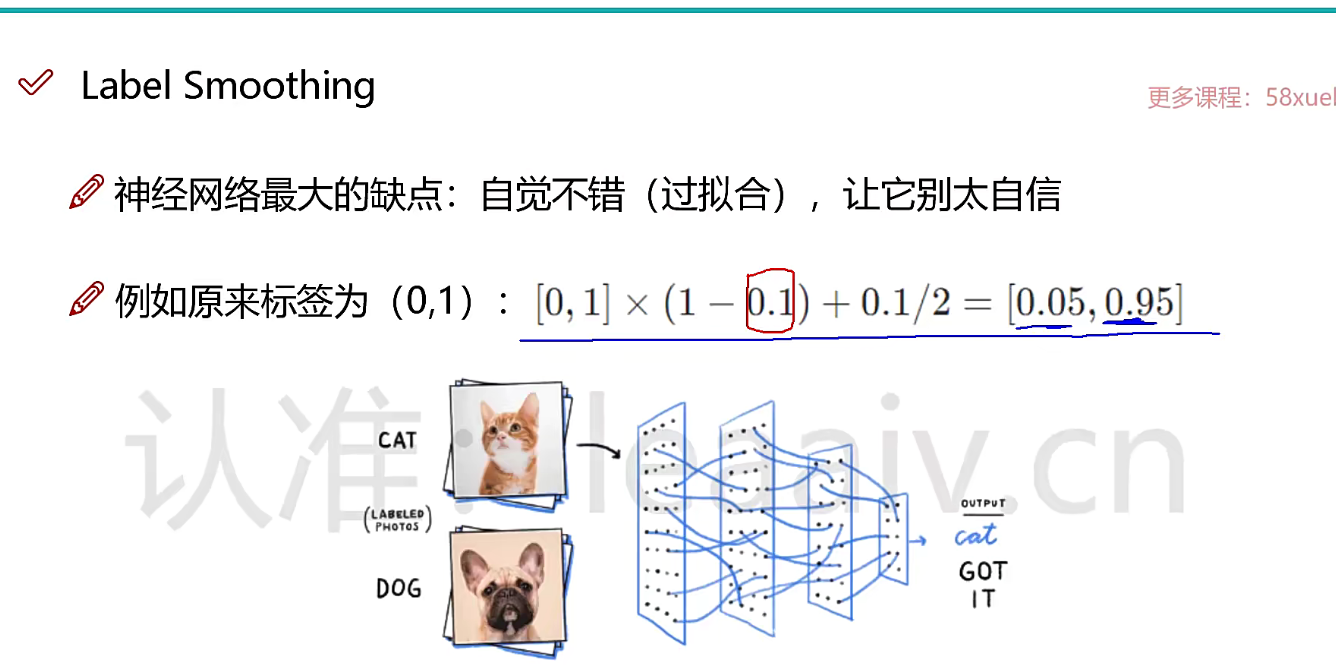 Label Smoothing
更多课程：58xuel
神经网络最大的缺点：自觉不错（过拟合），让它别太自信
例如原来标签为（0,1）： [0, 1] × (1 − 0.1) + 0.1/2 = [0.05, 0.95]
认准：leaaiv.cn
CAT
(LABELED PHOTOS)
DOG
OUTPUT
cat
GOT
IT